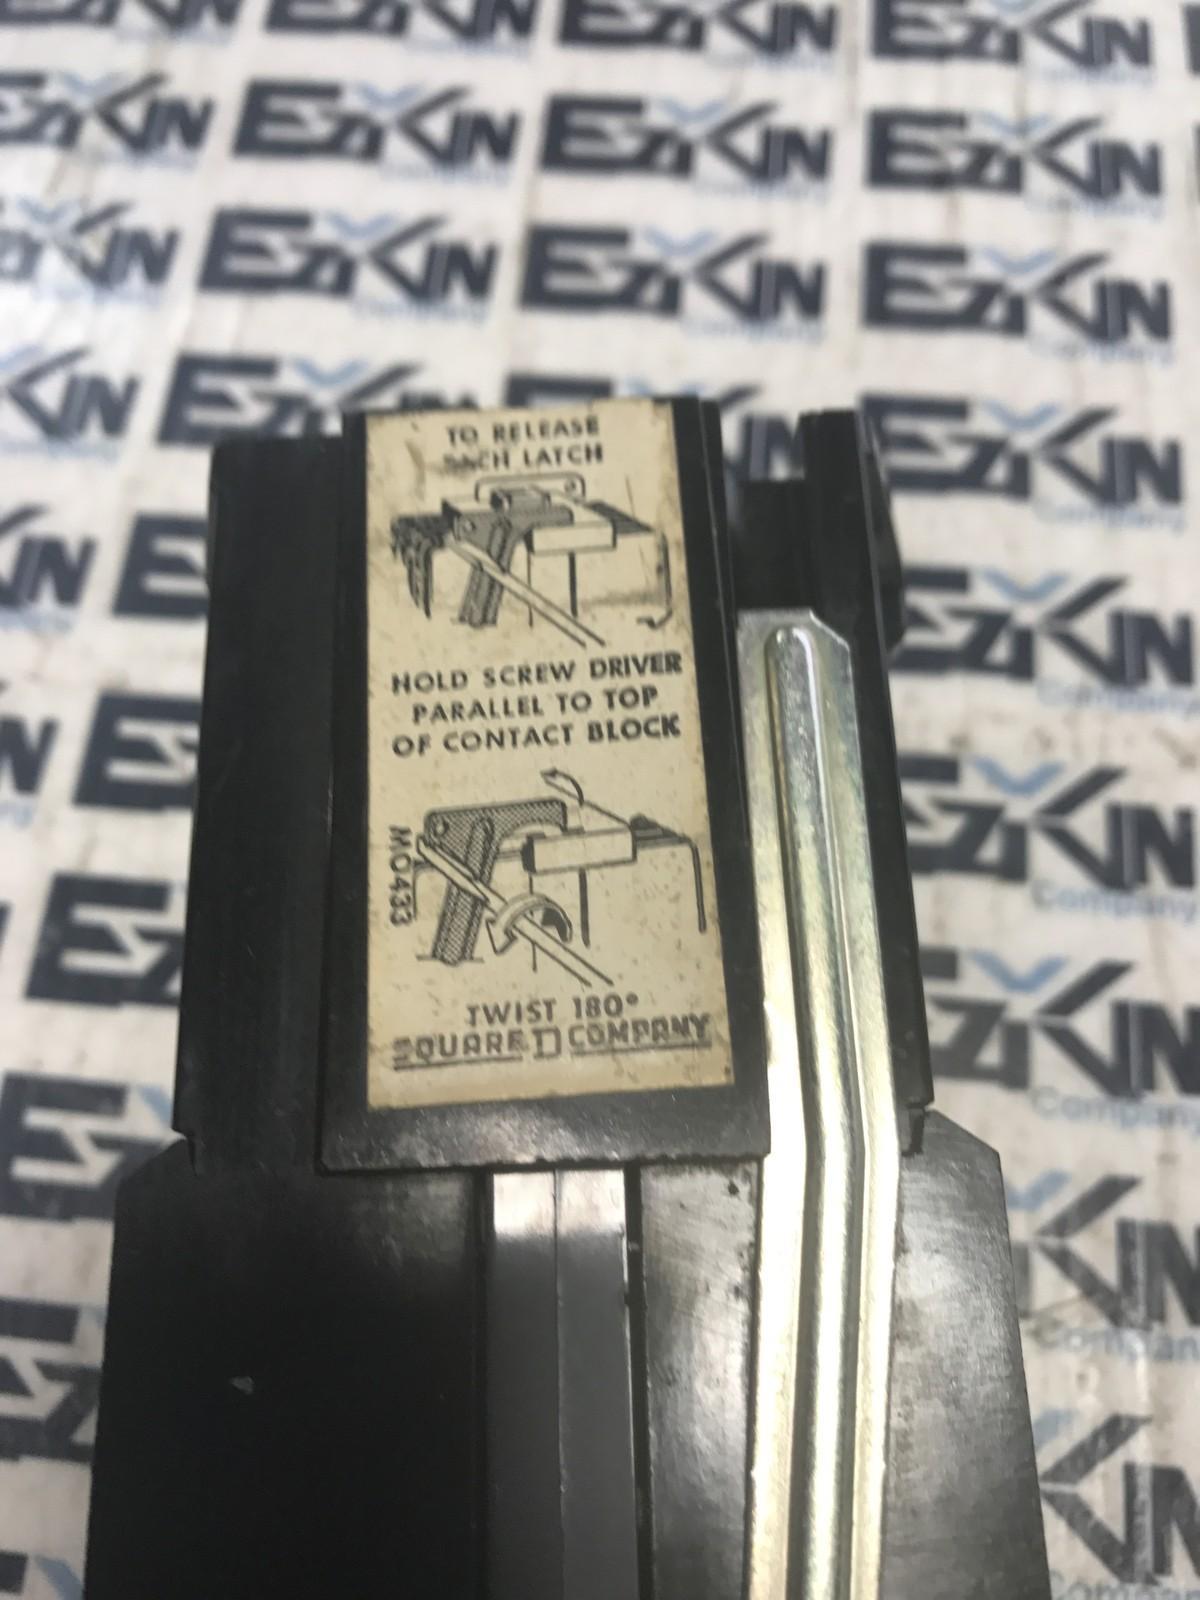 TO RELEASE
EACH LATCH
HOLD SCREW DRIVER
PARALLEL TO TOP
OF CONTACT BLOCK
MO433
TWIST 180°
SQUARE D COMPANY